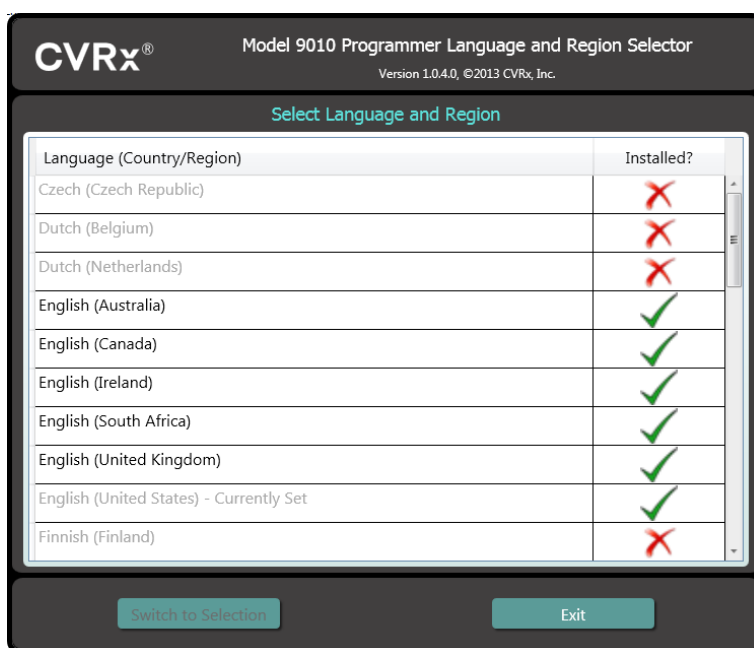 CVRx®
Model 9010 Programmer Language and Region Selector
Version 1.0.4.0, ©2013 CVRx, Inc.
Select Language and Region
Language (Country/Region) Installed?
Czech (Czech Republic)
Dutch (Belgium)
Dutch (Netherlands)
English (Australia)
English (Canada)
English (Ireland)
English (South Africa)
English (United Kingdom)
English (United States) - Currently Set
Finnish (Finland)
Switch to Selection Exit